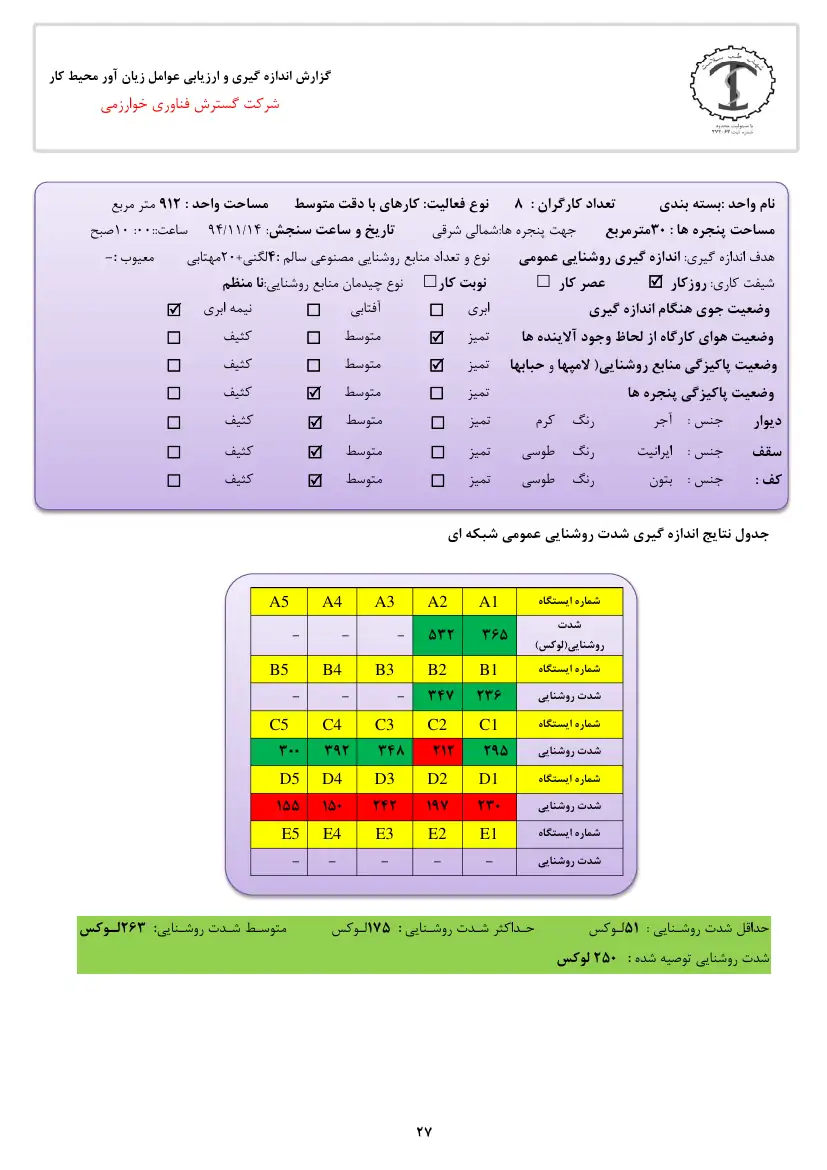 گزارش اندازه گیری و ارزیابی عوامل زیان آور محیط کار
شرکت گسترش فناوری خوارزمی
شهاب طب سلامت
با مسئولیت محدود
نام واحد :بسته بندی تعداد کارگران : ۸ نوع فعالیت: کارهای با دقت متوسط مساحت واحد : ۹۱۲ متر مربع
مساحت پنجره ها : ۳۰مترمربع جهت پنجره ها:شمالی شرقی تاریخ و ساعت سنجش: ۹۴/۱۱/۱۴ ساعت::۰۰: ۱۰صبح
هدف اندازه گیری: اندازه گیری روشنایی عمومی نوع و تعداد منابع روشنایی مصنوعی سالم :۴لگنی+۲۰مهتابی معیوب :-
شیفت کاری: روزکار ☑ عصر کار ☐ نوبت کار☐ نوع چیدمان منابع روشنایی:نا منظم
وضعیت جوی هنگام اندازه گیری ابری ☐ آفتابی ☐ نیمه ابری ☑
وضعیت هوای کارگاه از لحاظ وجود آلاینده ها تمیز ☑ متوسط ☐ کثیف ☐
وضعیت پاکیزگی منابع روشنایی( لامپها و حبابها تمیز ☑ متوسط ☐ کثیف ☐
وضعیت پاکیزگی پنجره ها تمیز ☐ متوسط ☑ کثیف ☐
دیوار جنس : آجر رنگ کرم تمیز ☐ متوسط ☑ کثیف ☐
سقف جنس : ایرانیت رنگ طوسی تمیز ☐ متوسط ☑ کثیف ☐
کف : جنس : بتون رنگ طوسی تمیز ☐ متوسط ☑ کثیف ☐
جدول نتایج اندازه گیری شدت روشنایی عمومی شبکه ای
شماره ایستگاه A1 A2 A3 A4 A5
شدت روشنایی(لوکس) ۳۶۵ ۵۳۲ - - -
شماره ایستگاه B1 B2 B3 B4 B5
شدت روشنایی ۲۳۶ ۳۴۷ - - -
شماره ایستگاه C1 C2 C3 C4 C5
شدت روشنایی ۲۹۵ ۲۱۲ ۳۴۸ ۳۹۲ ۳۰۰
شماره ایستگاه D1 D2 D3 D4 D5
شدت روشنایی ۲۳۰ ۱۹۷ ۲۴۲ ۱۵۰ ۱۵۵
شماره ایستگاه E1 E2 E3 E4 E5
شدت روشنایی - - - - -
حداقل شدت روشنایی : ۵۱لوکس حداکثر شدت روشنایی : ۱۷۵لوکس متوسط شدت روشنایی: ۲۶۳لوکس
شدت روشنایی توصیه شده : ۲۵۰ لوکس
۲۷